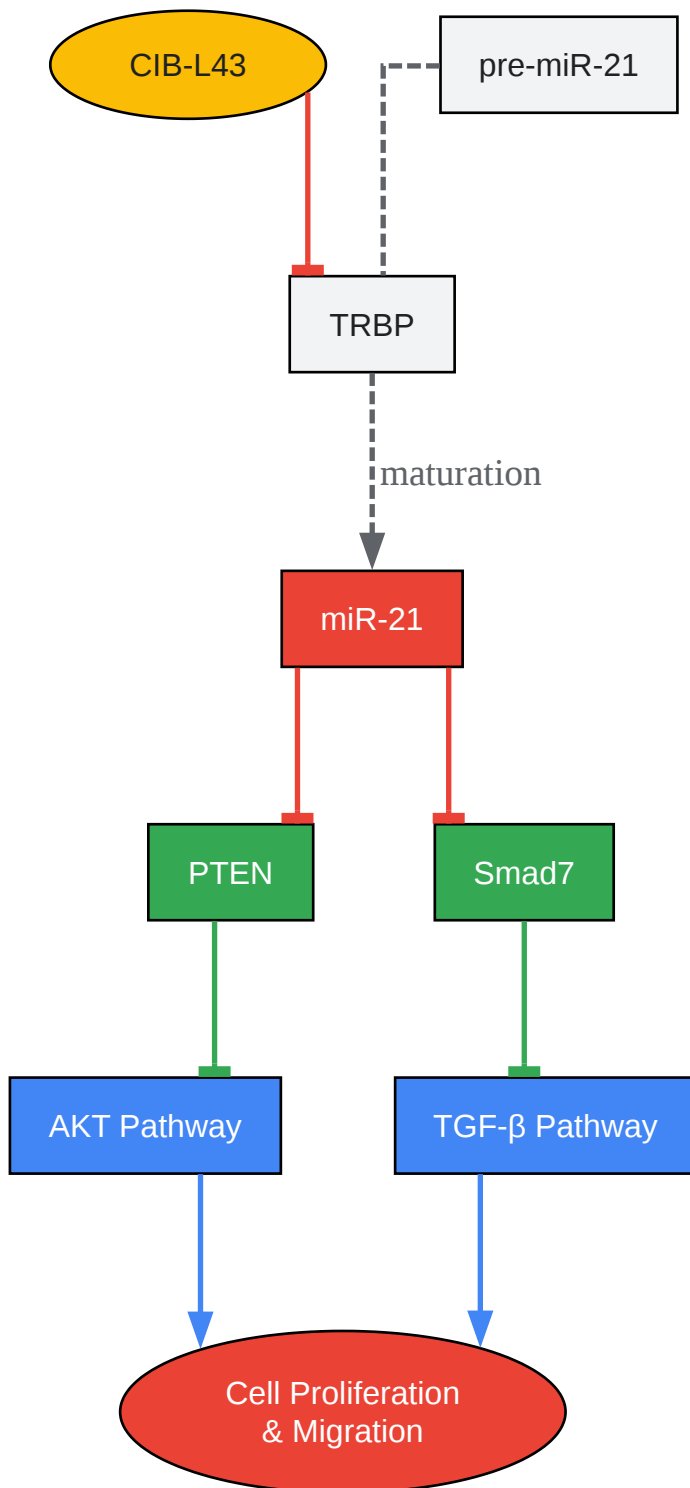 CIB-L43
pre-miR-21
TRBP
maturation
miR-21
PTEN
Smad7
AKT Pathway
TGF-β Pathway
Cell Proliferation
& Migration